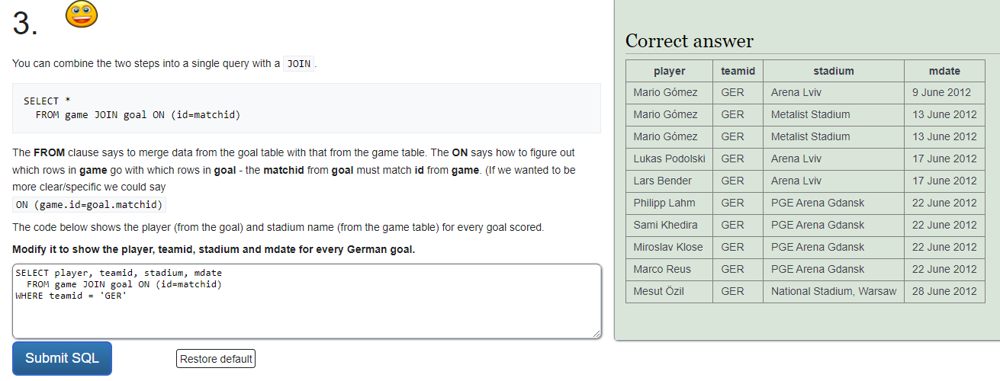 3.
You can combine the two steps into a single query with a JOIN.
SELECT *
FROM game JOIN goal ON (id=matchid)
The FROM clause says to merge data from the goal table with that from the game table. The ON says how to figure out
which rows in game go with which rows in goal - the matchid from goal must match id from game. (If we wanted to be
more clear/specific we could say
ON (game.id=goal.matchid)
The code below shows the player (from the goal) and stadium name (from the game table) for every goal scored.
Modify it to show the player, teamid, stadium and mdate for every German goal.
SELECT player, teamid, stadium, mdate
FROM game JOIN goal ON (id=matchid)
WHERE teamid = 'GER'
Submit SQL
Restore default
Correct answer
player teamid stadium mdate
Mario Gómez GER Arena Lviv 9 June 2012
Mario Gómez GER Metalist Stadium 13 June 2012
Mario Gómez GER Metalist Stadium 13 June 2012
Lukas Podolski GER Arena Lviv 17 June 2012
Lars Bender GER Arena Lviv 17 June 2012
Philipp Lahm GER PGE Arena Gdansk 22 June 2012
Sami Khedira GER PGE Arena Gdansk 22 June 2012
Miroslav Klose GER PGE Arena Gdansk 22 June 2012
Marco Reus GER PGE Arena Gdansk 22 June 2012
Mesut Özil GER National Stadium, Warsaw 28 June 2012